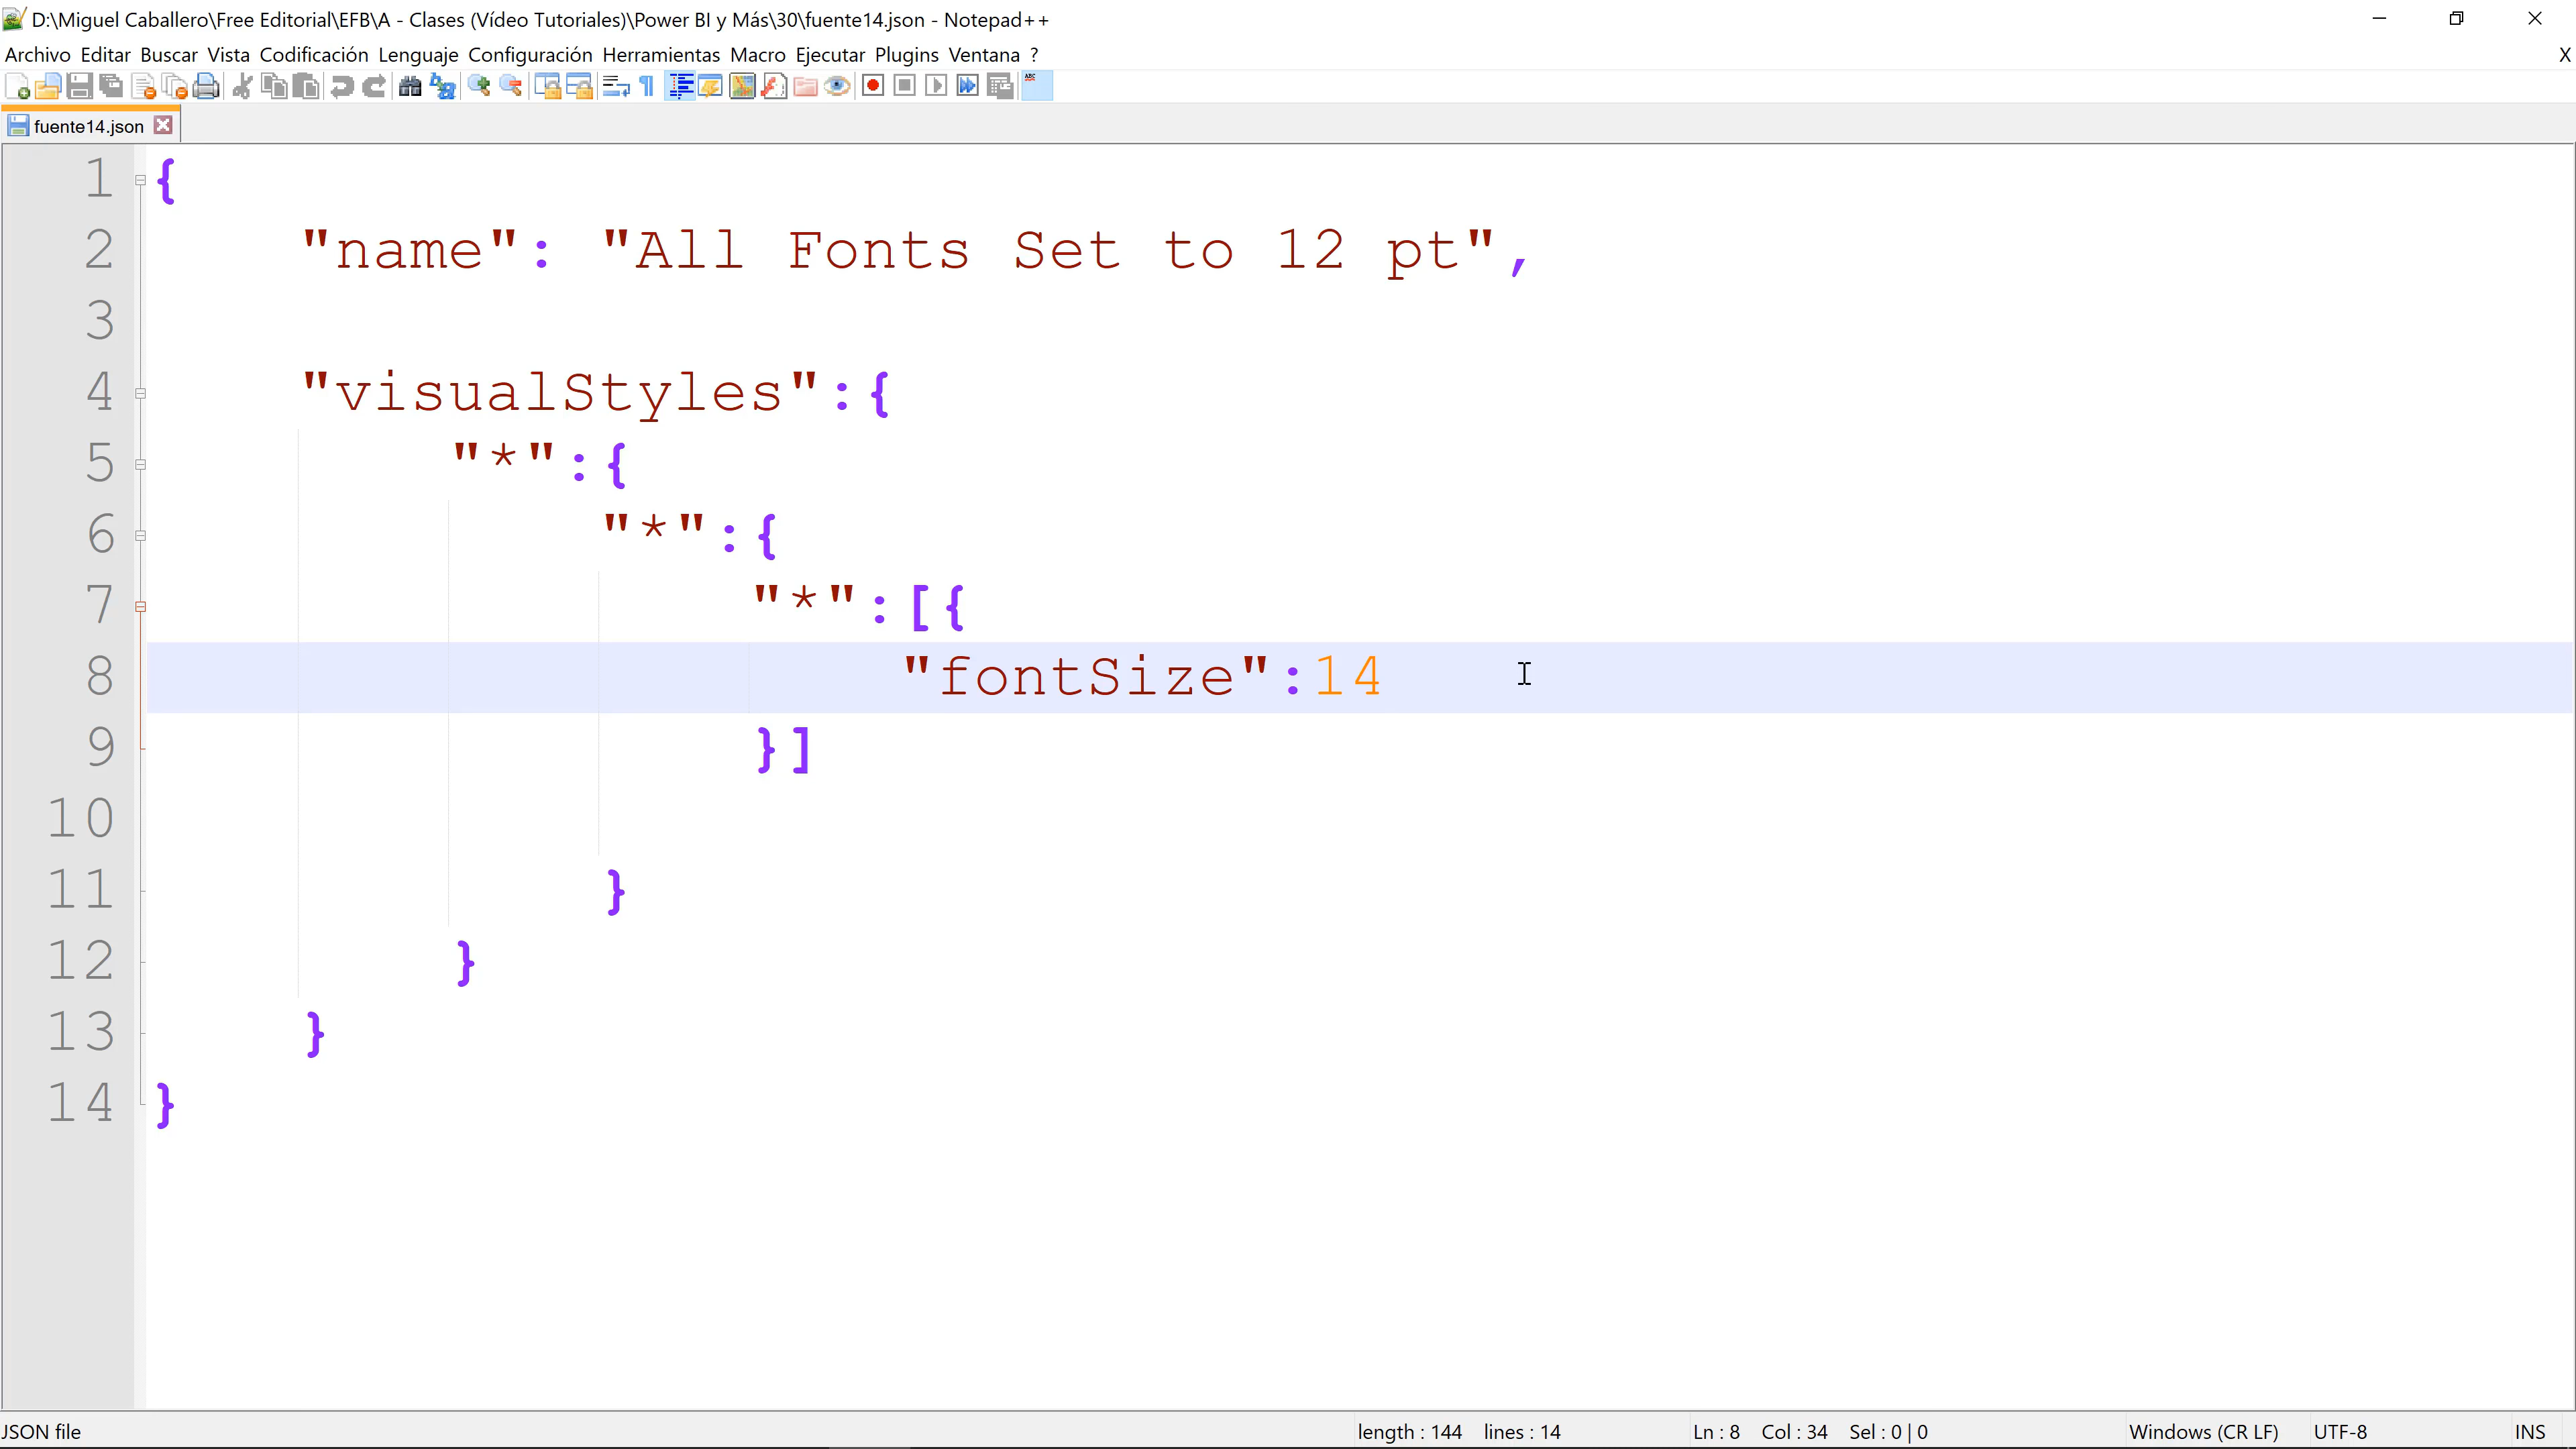 D:\Miguel Caballero\Free Editorial\EFB\A - Clases (Vídeo Tutoriales)\Power BI y Más\30\fuente14.json - Notepad++
Archivo Editar Buscar Vista Codificación Lenguaje Configuración Herramientas Macro Ejecutar Plugins Ventana ? X
ABC
fuente14.json
1 {
2 "name": "All Fonts Set to 12 pt",
3
4 "visualStyles":{
5 "*":{
6 "*":{
7 "*":[{
8 "fontSize":14
9 }]
10
11 }
12 }
13 }
14 }
JSON file length : 144 lines : 14 Ln : 8 Col : 34 Sel : 0 | 0 Windows (CR LF) UTF-8 INS